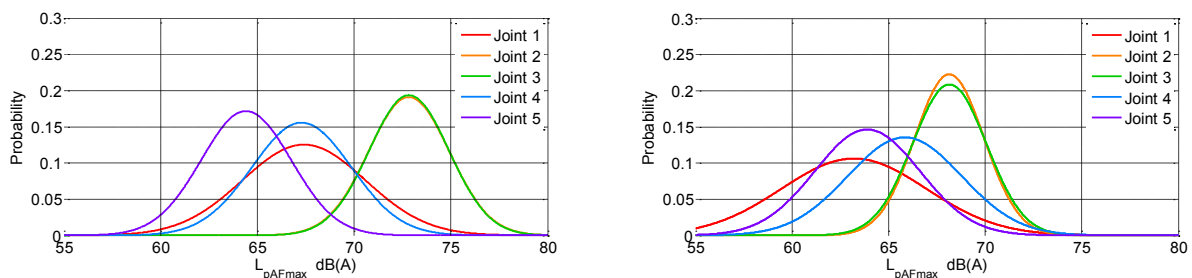 0.3
0.25
0.2
0.15
0.1
0.05
0
Probability
55 60 65 70 75 80
L_pAFmax dB(A)
Joint 1
Joint 2
Joint 3
Joint 4
Joint 5
0.3
0.25
0.2
0.15
0.1
0.05
0
Probability
55 60 65 70 75 80
L_pAFmax dB(A)
Joint 1
Joint 2
Joint 3
Joint 4
Joint 5